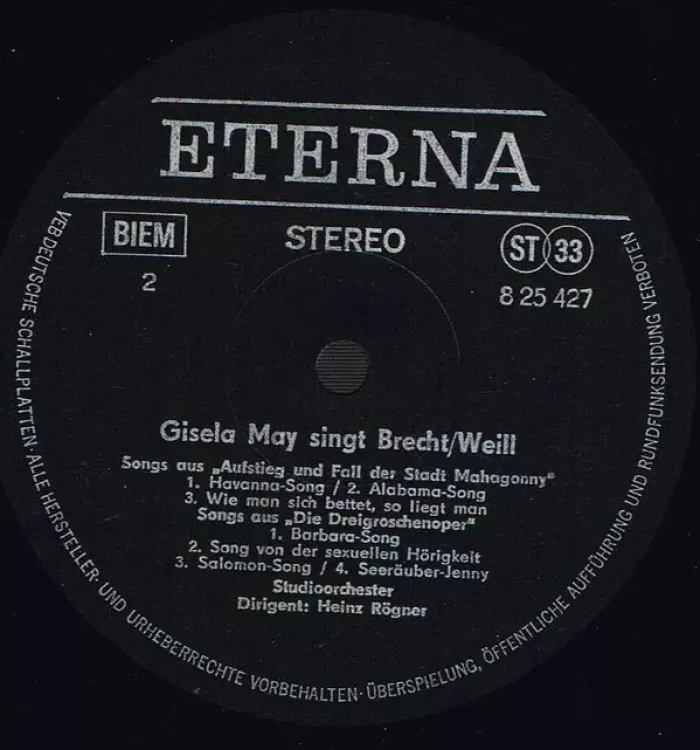 ETERNA
BIEM
STEREO
ST 33
2
8 25 427
Gisela May singt Brecht/Weill
Songs aus „Aufstieg und Fall der Stadt Mahagonny"
1. Havanna-Song / 2. Alabama-Song
3. Wie man sich bettet, so liegt man
Songs aus „Die Dreigroschenoper"
1. Barbara-Song
2. Song von der sexuellen Hörigkeit
3. Salomon-Song / 4. Seeräuber-Jenny
Studioorchester
Dirigent: Heinz Rögner
VEB DEUTSCHE SCHALLPLATTEN · ALLE HERSTELLER- UND URHEBERRECHTE VORBEHALTEN · ÜBERSPIELUNG, ÖFFENTLICHE AUFFÜHRUNG UND RUNDFUNKSENDUNG VERBOTEN